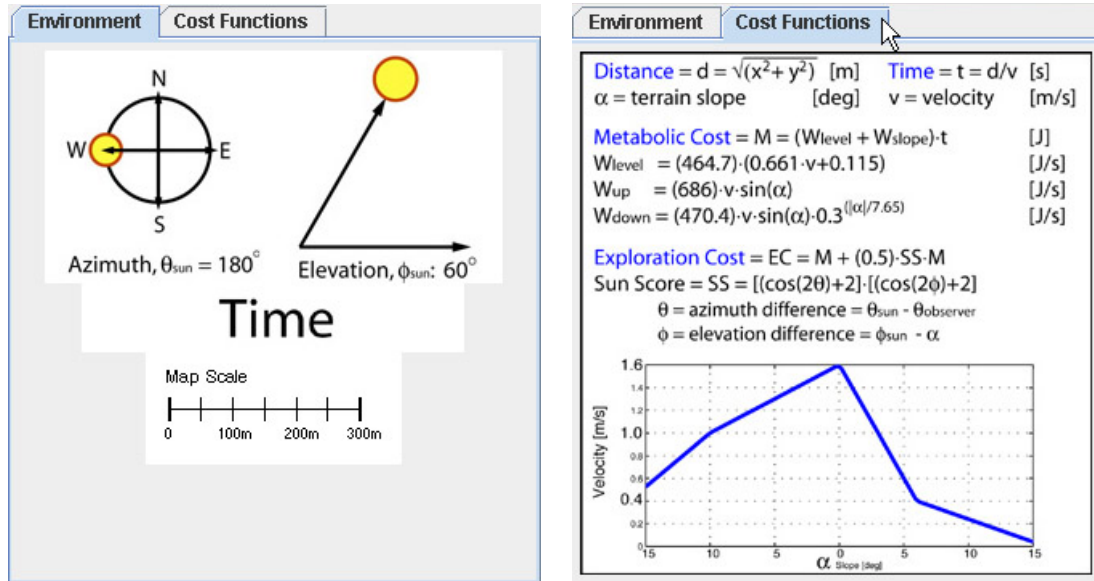 Environment
Cost Functions
N
W
E
S
Azimuth, θsun = 180°
Elevation, ϕsun: 60°
Time
Map Scale
0 100m 200m 300m
Environment
Cost Functions
Distance = d = √(x²+ y²) [m] Time = t = d/v [s]
α = terrain slope [deg] v = velocity [m/s]
Metabolic Cost = M = (Wlevel + Wslope)·t [J]
Wlevel = (464.7)·(0.661·v+0.115) [J/s]
Wup = (686)·v·sin(α) [J/s]
Wdown = (470.4)·v·sin(α)·0.3^(|α|/7.65) [J/s]
Exploration Cost = EC = M + (0.5)·SS·M
Sun Score = SS = [(cos(2θ)+2]·[(cos(2ϕ)+2]
θ = azimuth difference = θsun - θobserver
ϕ = elevation difference = ϕsun - α
1.6
1.4
1.2
1.0
0.8
0.6
0.4
0.2
0
Velocity [m/s]
15 10 5 0 5 10 15
α Slope [deg]